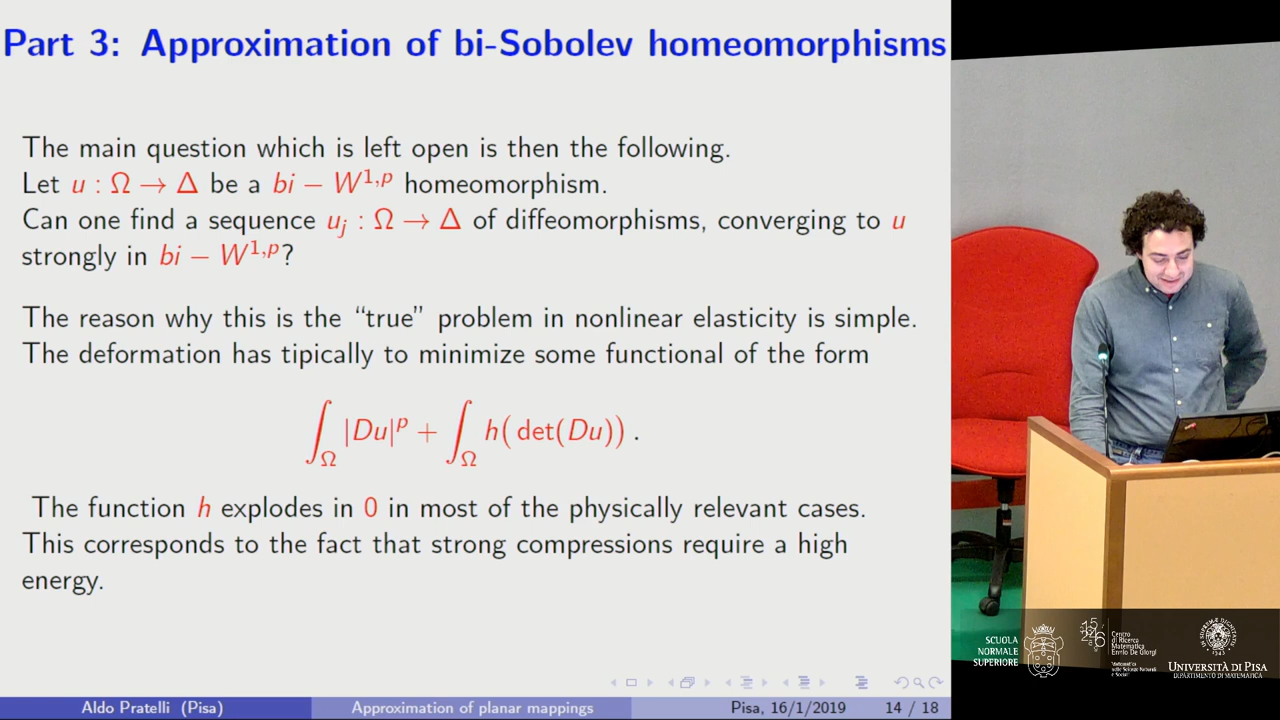 Part 3: Approximation of bi-Sobolev homeomorphisms
The main question which is left open is then the following.
Let u : Ω → Δ be a bi − W^{1,p} homeomorphism.
Can one find a sequence u_j : Ω → Δ of diffeomorphisms, converging to u
strongly in bi − W^{1,p}?
The reason why this is the “true” problem in nonlinear elasticity is simple.
The deformation has tipically to minimize some functional of the form
∫_Ω |Du|^p + ∫_Ω h( det(Du)) .
The function h explodes in 0 in most of the physically relevant cases.
This corresponds to the fact that strong compressions require a high
energy.
Aldo Pratelli (Pisa)
Approximation of planar mappings
Pisa, 16/1/2019
14 / 18
SCUOLA
NORMALE
SUPERIORE
Centro
di Ricerca
Matematica
Ennio De Giorgi
UNIVERSITÀ DI PISA
DIPARTIMENTO DI MATEMATICA